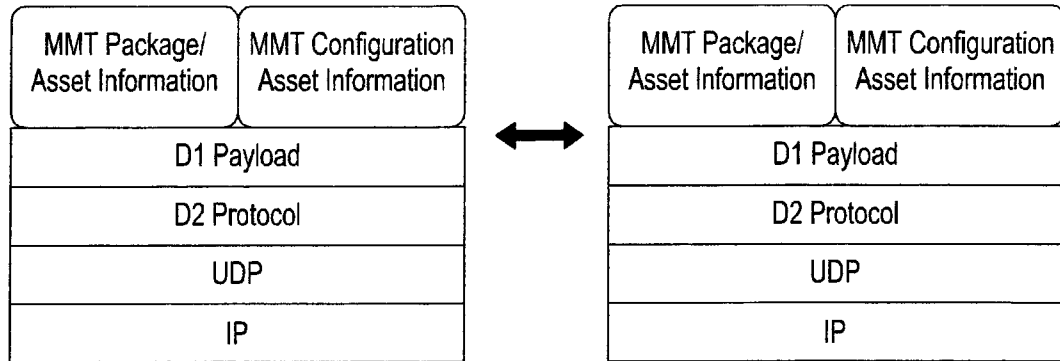 MMT Package/
Asset Information
MMT Configuration
Asset Information
D1 Payload
D2 Protocol
UDP
IP
MMT Package/
Asset Information
MMT Configuration
Asset Information
D1 Payload
D2 Protocol
UDP
IP